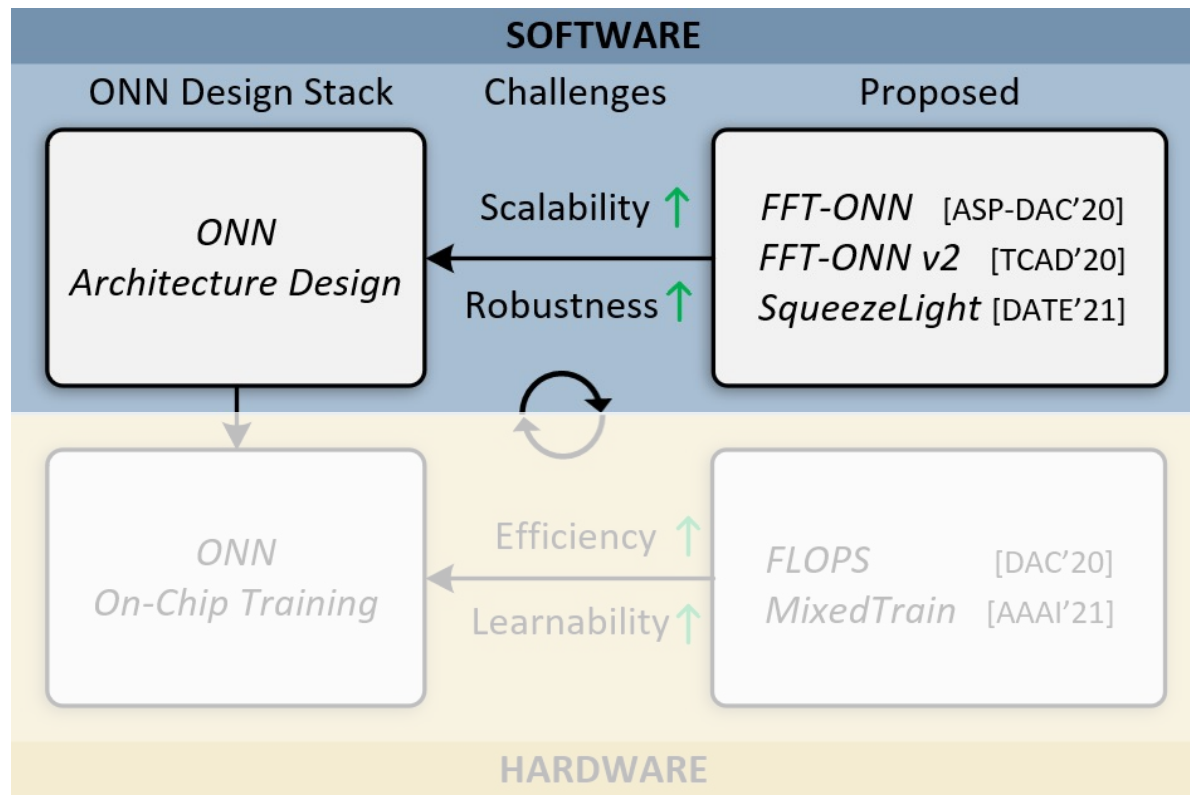 SOFTWARE
ONN Design Stack
Challenges
Proposed
ONN
Architecture Design
Scalability ↑
Robustness ↑
FFT-ONN [ASP-DAC’20]
FFT-ONN v2 [TCAD’20]
SqueezeLight [DATE’21]
ONN
On-Chip Training
Efficiency ↑
Learnability ↑
FLOPS [DAC’20]
MixedTrain [AAAI’21]
HARDWARE